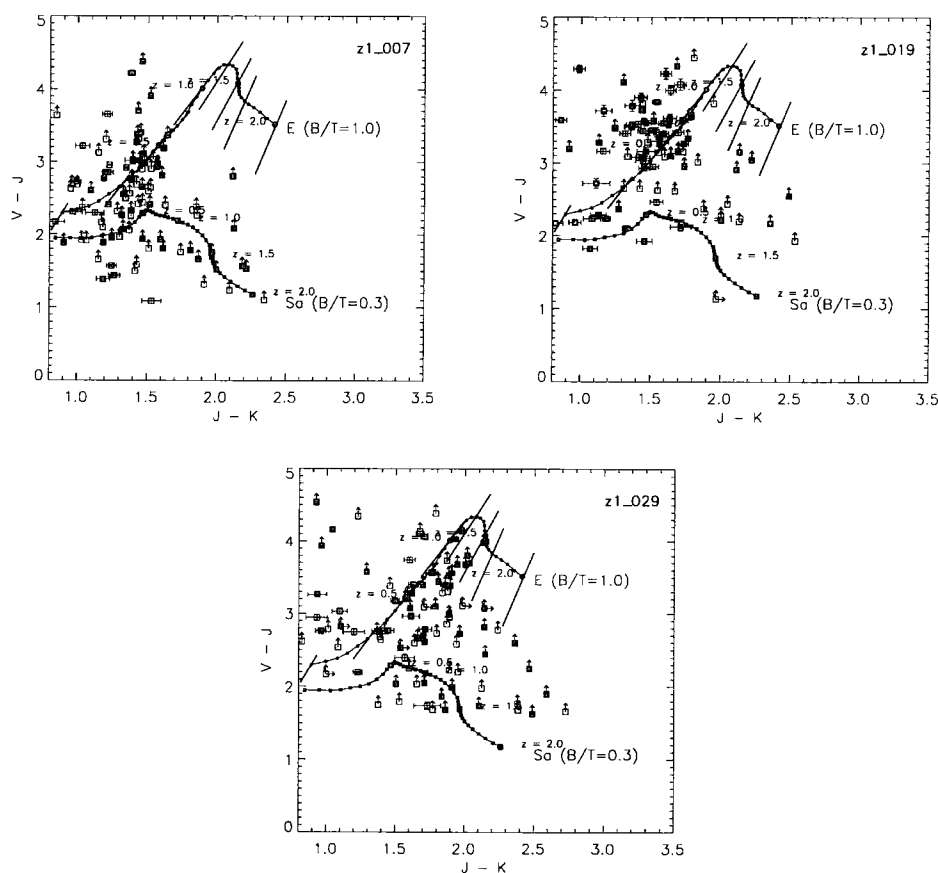 5
z1_007
4
z = 1.0
z = 1.5
z = 2.0
E (B/T=1.0)
3
V - J
2
z = 1.0
z = 1.5
z = 2.0
Sa (B/T=0.3)
1
0
1.0 1.5 2.0 2.5 3.0 3.5
J - K
5
z1_019
4
z = 2.0
E (B/T=1.0)
3
V - J
2
z = 0.5
z = 1.5
z = 2.0
Sa (B/T=0.3)
1
0
1.0 1.5 2.0 2.5 3.0 3.5
J - K
5
z1_029
4
z = 2.0
E (B/T=1.0)
z = 0.5
3
V - J
z = 0.5
2
z = 2.0
Sa (B/T=0.3)
1
0
1.0 1.5 2.0 2.5 3.0 3.5
J - K